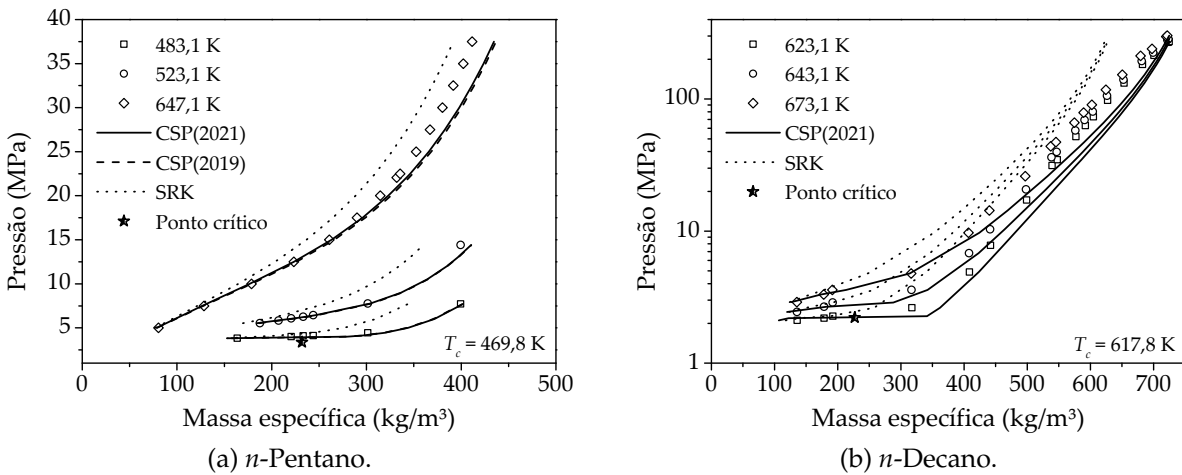 Pressão (MPa)
40
35
30
25
20
15
10
5
483,1 K
523,1 K
647,1 K
CSP(2021)
CSP(2019)
SRK
Ponto crítico
T_c = 469,8 K
0 100 200 300 400 500
Massa específica (kg/m³)
(a) n-Pentano.
Pressão (MPa)
100
10
1
623,1 K
643,1 K
673,1 K
CSP(2021)
SRK
Ponto crítico
T_c = 617,8 K
0 100 200 300 400 500 600 700
Massa específica (kg/m³)
(b) n-Decano.